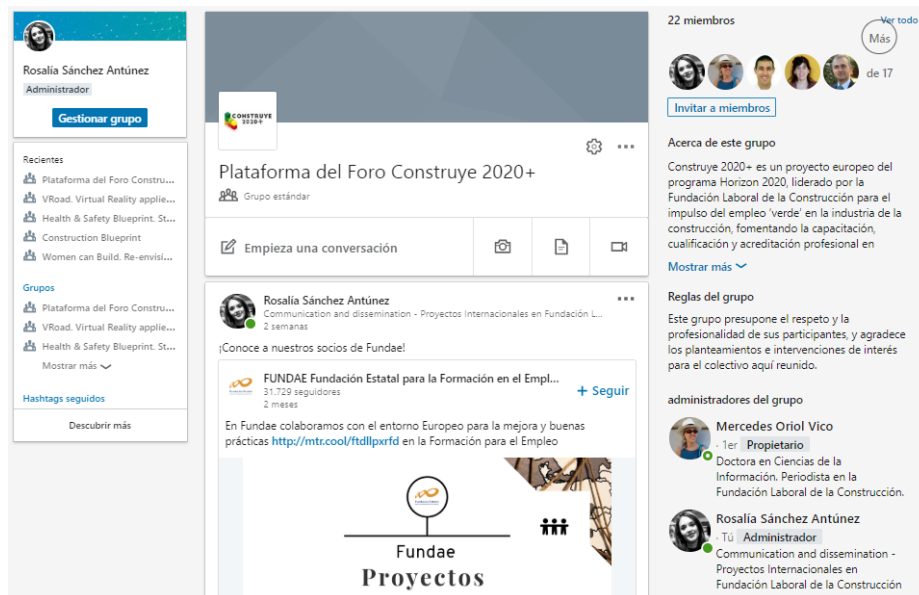 Rosalía Sánchez Antúnez
Administrador
Gestionar grupo
Recientes
Plataforma del Foro Constru...
VRoad. Virtual Reality applie...
Health & Safety Blueprint. St...
Construction Blueprint
Women can Build. Re-envisi...
Grupos
Plataforma del Foro Constru...
VRoad. Virtual Reality applie...
Health & Safety Blueprint. St...
Mostrar más
Hashtags seguidos
Descubrir más
CONSTRUYE
2020+
Plataforma del Foro Construye 2020+
Grupo estándar
Empieza una conversación
Rosalía Sánchez Antúnez
Communication and dissemination - Proyectos Internacionales en Fundación L...
2 semanas
¡Conoce a nuestros socios de Fundae!
FUNDAE Fundación Estatal para la Formación en el Empl...
31.729 seguidores
2 meses
+ Seguir
En Fundae colaboramos con el entorno Europeo para la mejora y buenas
prácticas http://mtr.cool/ftdllpxrfd en la Formación para el Empleo
Fundae
Proyectos
22 miembros
Ver todo
Más
de 17
Invitar a miembros
Acerca de este grupo
Construye 2020+ es un proyecto europeo del
programa Horizon 2020, liderado por la
Fundación Laboral de la Construcción para el
impulso del empleo 'verde' en la industria de la
construcción, fomentando la capacitación,
cualificación y acreditación profesional en
Mostrar más
Reglas del grupo
Este grupo presupone el respeto y la
profesionalidad de sus participantes, y agradece
los planteamientos e intervenciones de interés
para el colectivo aquí reunido.
administradores del grupo
Mercedes Oriol Vico
· 1er Propietario
Doctora en Ciencias de la
Información. Periodista en la
Fundación Laboral de la Construcción.
Rosalía Sánchez Antúnez
· Tú Administrador
Communication and dissemination -
Proyectos Internacionales en
Fundación Laboral de la Construcción